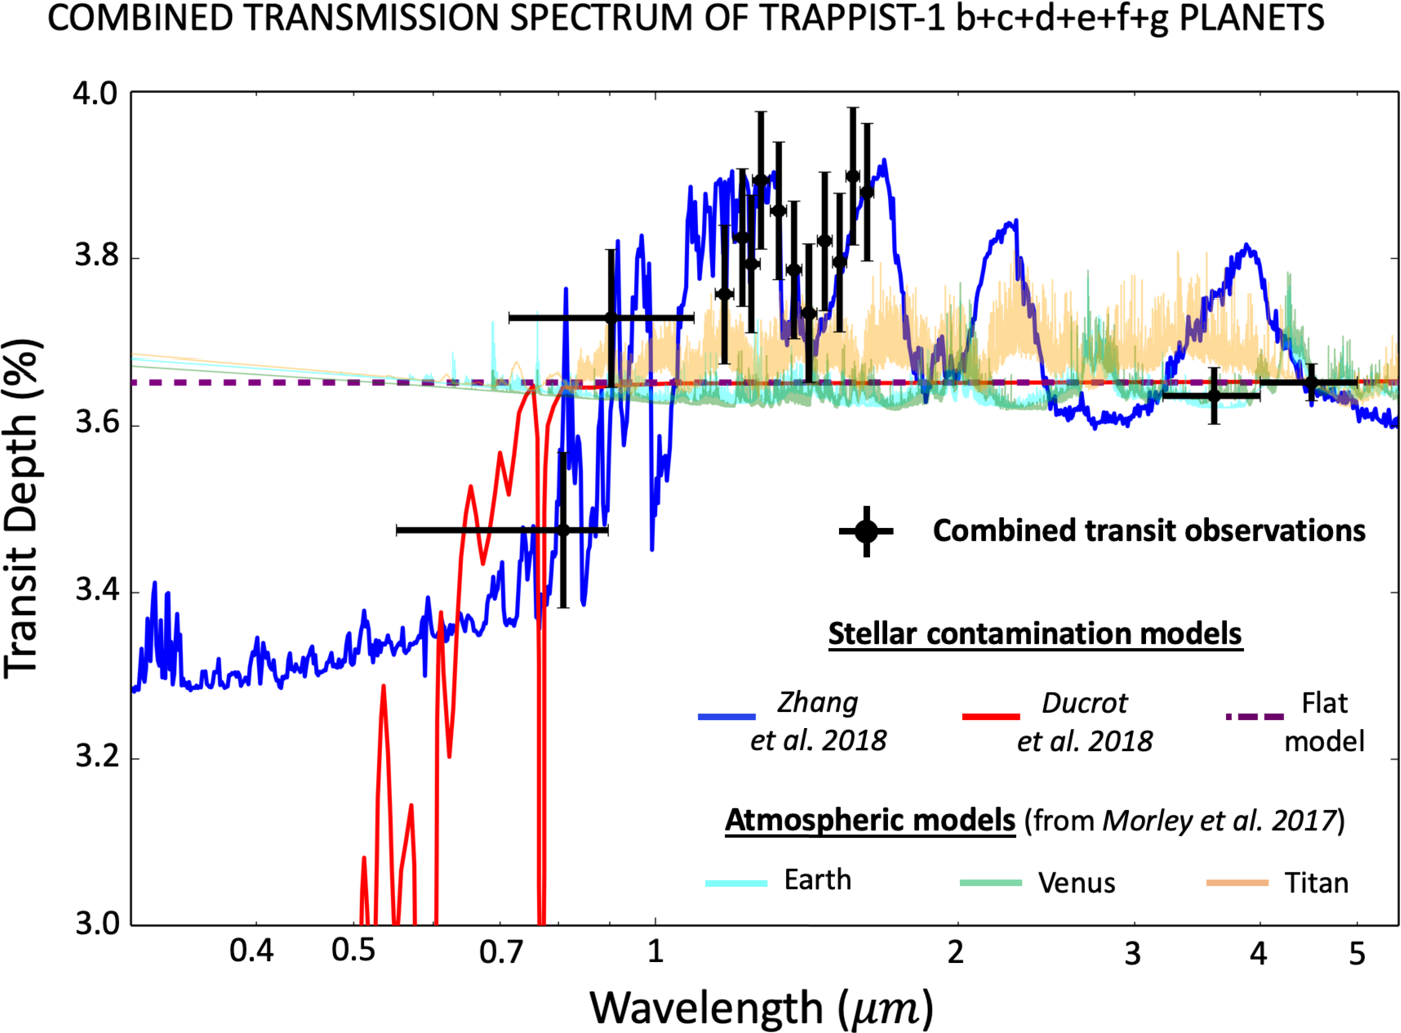 COMBINED TRANSMISSION SPECTRUM OF TRAPPIST-1 b+c+d+e+f+g PLANETS
4.0
3.8
3.6
3.4
3.2
3.0
Transit Depth (%)
Combined transit observations
Stellar contamination models
Zhang et al. 2018
Ducrot et al. 2018
Flat model
Atmospheric models (from Morley et al. 2017)
Earth Venus Titan
0.4 0.5 0.7 1 2 3 4 5
Wavelength (μm)